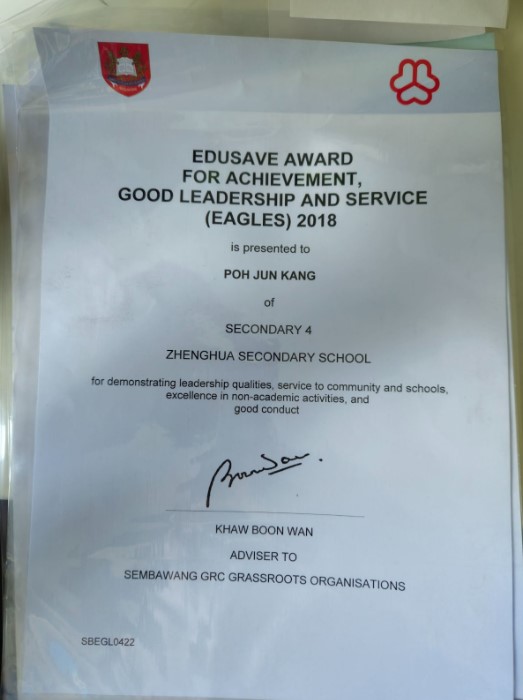 EDUSAVE AWARD
FOR ACHIEVEMENT,
GOOD LEADERSHIP AND SERVICE
(EAGLES) 2018
is presented to
POH JUN KANG
of
SECONDARY 4
ZHENGHUA SECONDARY SCHOOL
for demonstrating leadership qualities, service to community and schools,
excellence in non-academic activities, and
good conduct
KHAW BOON WAN
ADVISER TO
SEMBAWANG GRC GRASSROOTS ORGANISATIONS
SBEGL0422